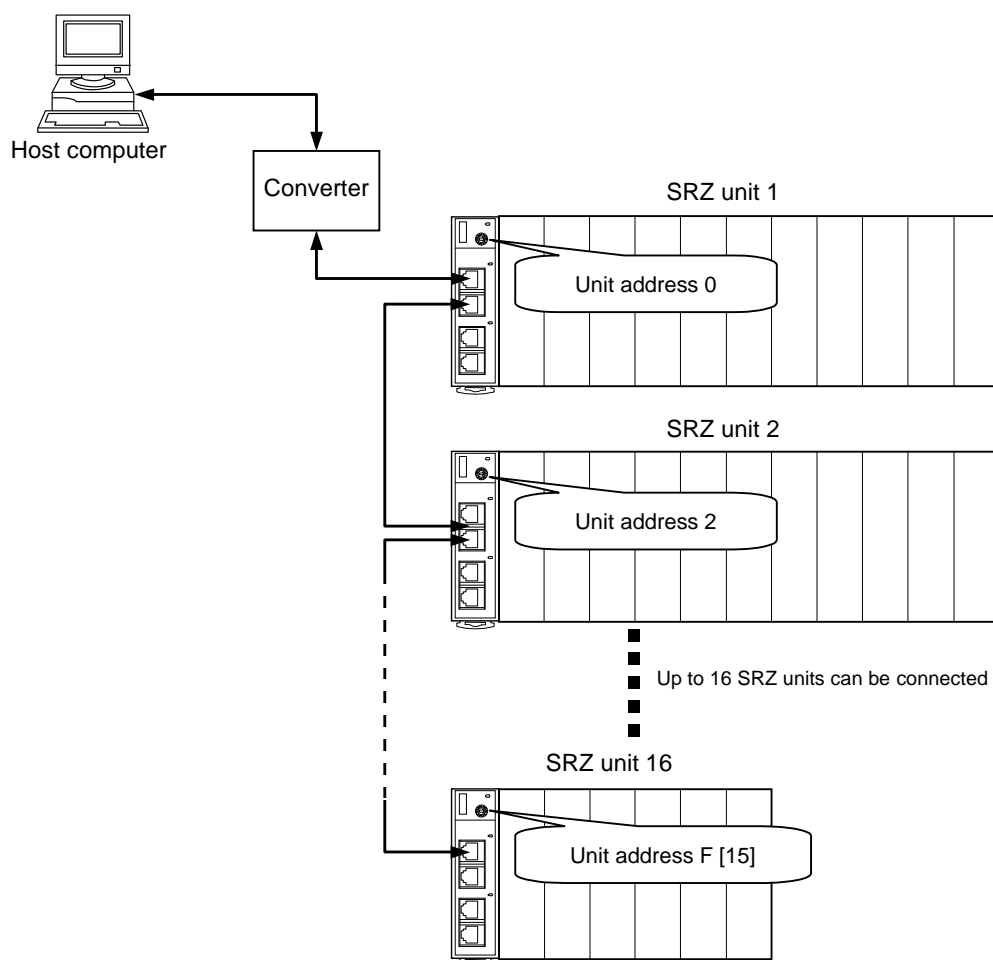 Host computer
Converter
SRZ unit 1
Unit address 0
SRZ unit 2
Unit address 2
Up to 16 SRZ units can be connected
SRZ unit 16
Unit address F [15]